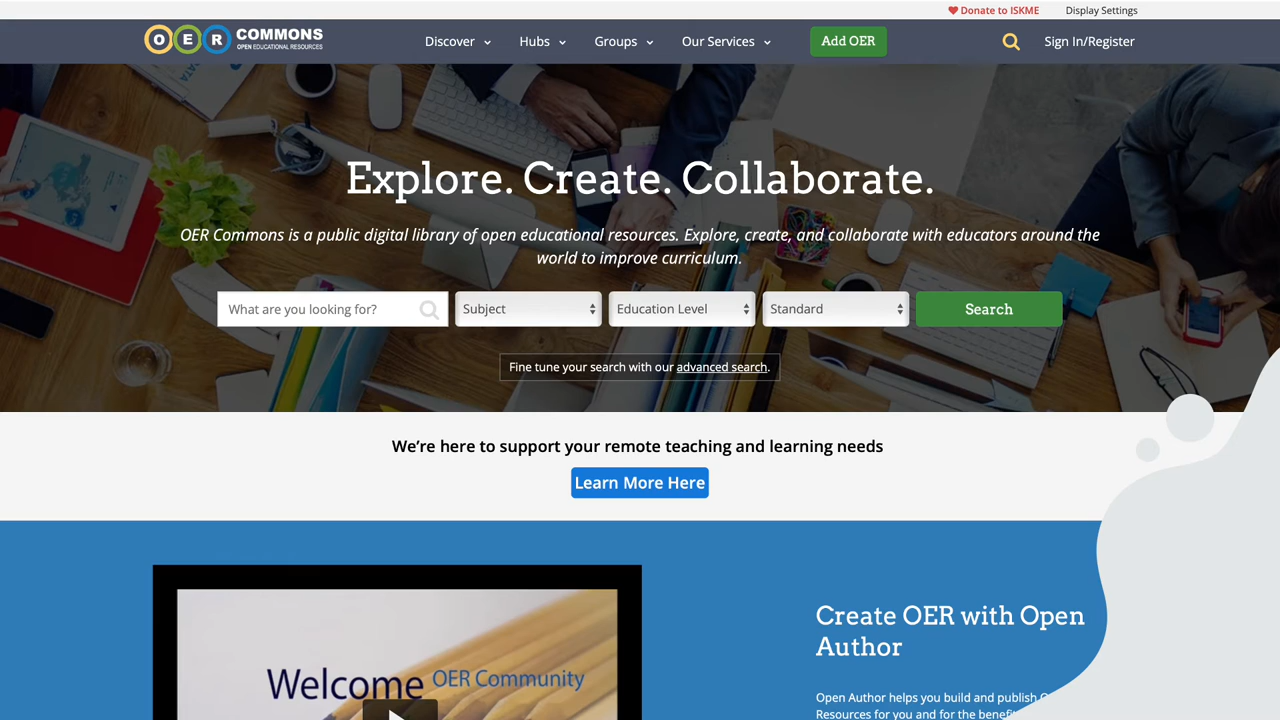 Donate to ISKME
Display Settings
OER COMMONS
OPEN EDUCATIONAL RESOURCES
Discover
Hubs
Groups
Our Services
Add OER
Sign In/Register
Explore. Create. Collaborate.
OER Commons is a public digital library of open educational resources. Explore, create, and collaborate with educators around the
world to improve curriculum.
What are you looking for?
Subject
Education Level
Standard
Search
Fine tune your search with our advanced search.
We're here to support your remote teaching and learning needs
Learn More Here
Welcome OER Community
Create OER with Open
Author
Open Author helps you build and publish
Resources for you and for the benefit